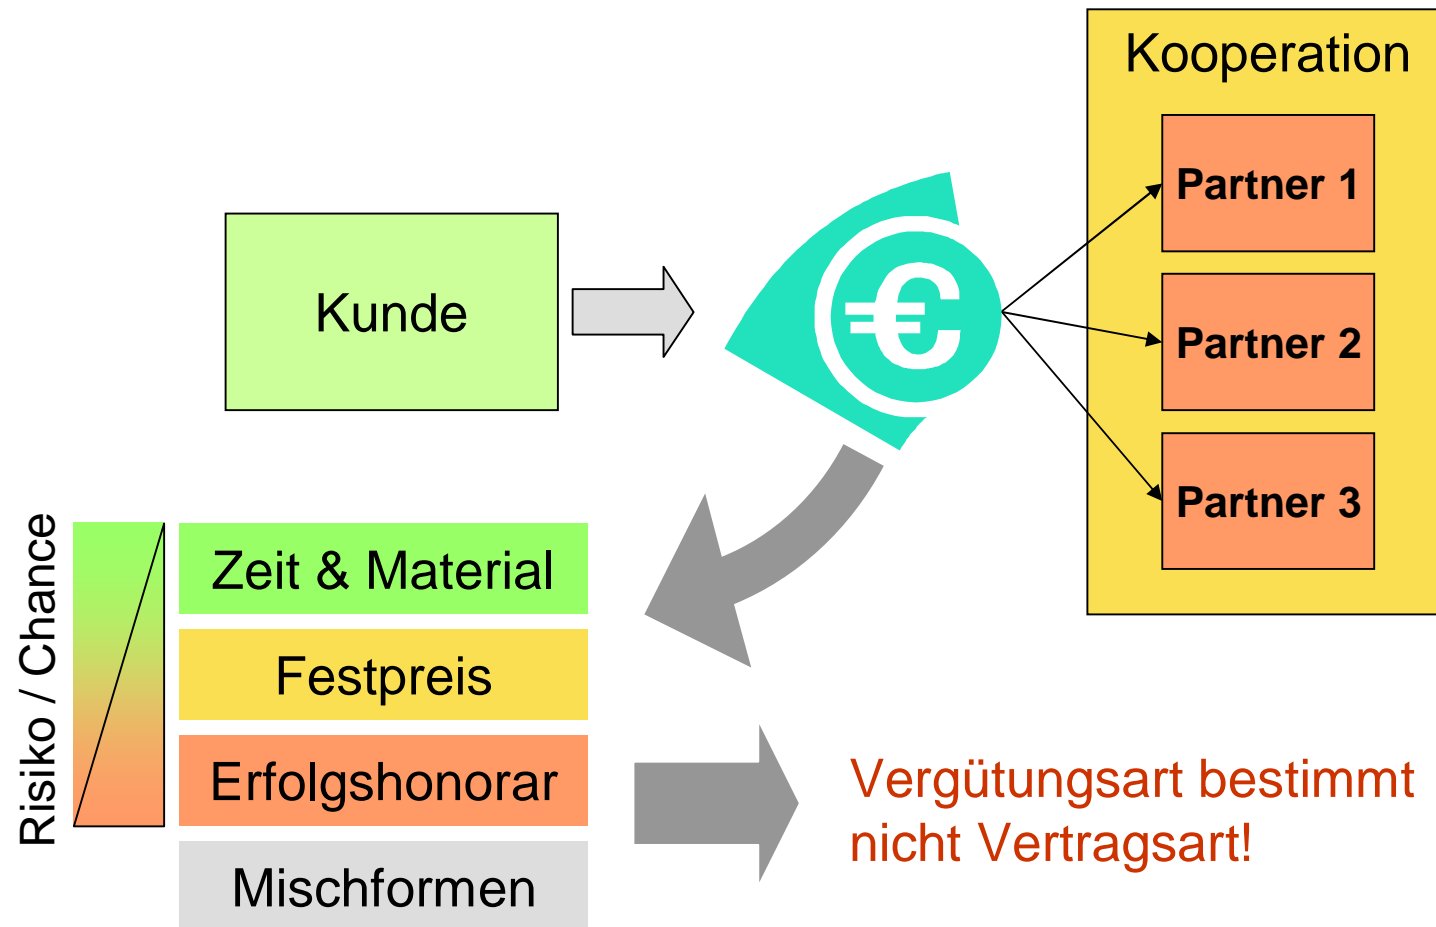 Kooperation
Partner 1
Kunde
€
Partner 2
Partner 3
Risiko / Chance
Zeit & Material
Festpreis
Erfolgshonorar
Mischformen
Vergütungsart bestimmt
nicht Vertragsart!